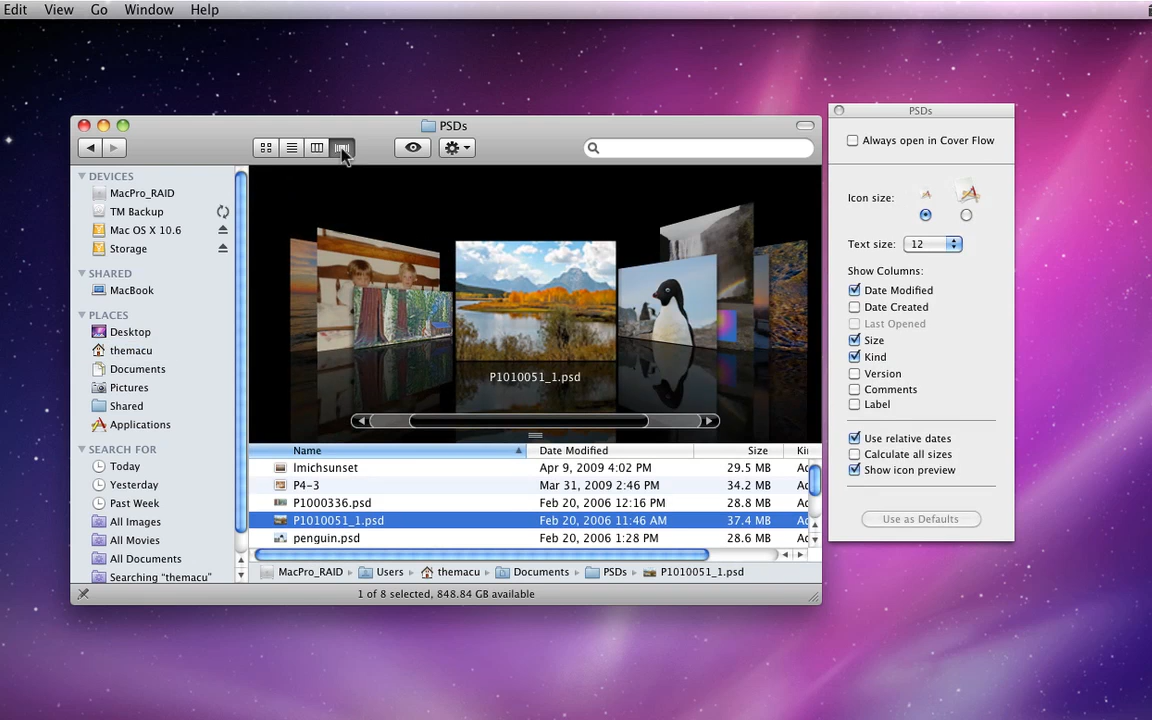 Edit View Go Window Help
PSDs
DEVICES
MacPro_RAID
TM Backup
Mac OS X 10.6
Storage
SHARED
MacBook
PLACES
Desktop
themacu
Documents
Pictures
Shared
Applications
SEARCH FOR
Today
Yesterday
Past Week
All Images
All Movies
All Documents
Searching “themacu”
P1010051_1.psd
Name Date Modified Size Kin
lmichsunset Apr 9, 2009 4:02 PM 29.5 MB Ad
P4-3 Mar 31, 2009 2:46 PM 34.2 MB Ad
P1000336.psd Feb 20, 2006 12:16 PM 28.8 MB Ad
P1010051_1.psd Feb 20, 2006 11:46 AM 37.4 MB Ad
penguin.psd Feb 20, 2006 1:28 PM 28.6 MB Ad
MacPro_RAID Users themacu Documents PSDs P1010051_1.psd
1 of 8 selected, 848.84 GB available
PSDs
Always open in Cover Flow
Icon size:
Text size: 12
Show Columns:
Date Modified
Date Created
Last Opened
Size
Kind
Version
Comments
Label
Use relative dates
Calculate all sizes
Show icon preview
Use as Defaults